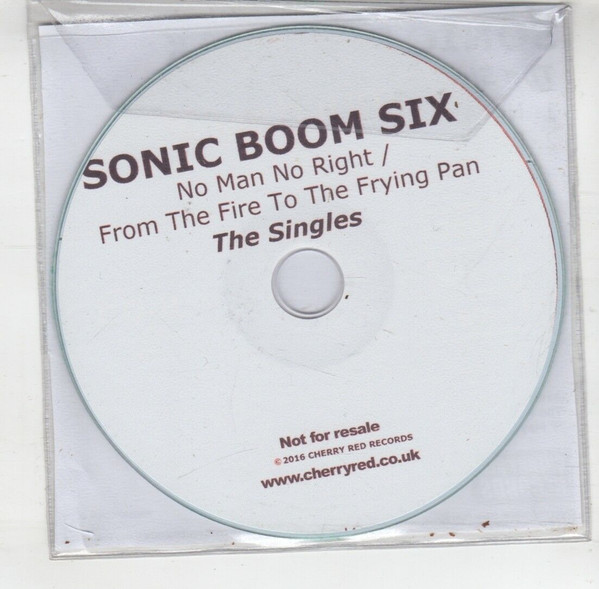 SONIC BOOM SIX
No Man No Right /
From The Fire To The Frying Pan
The Singles
Not for resale
©2016 CHERRY RED RECORDS
www.cherryred.co.uk